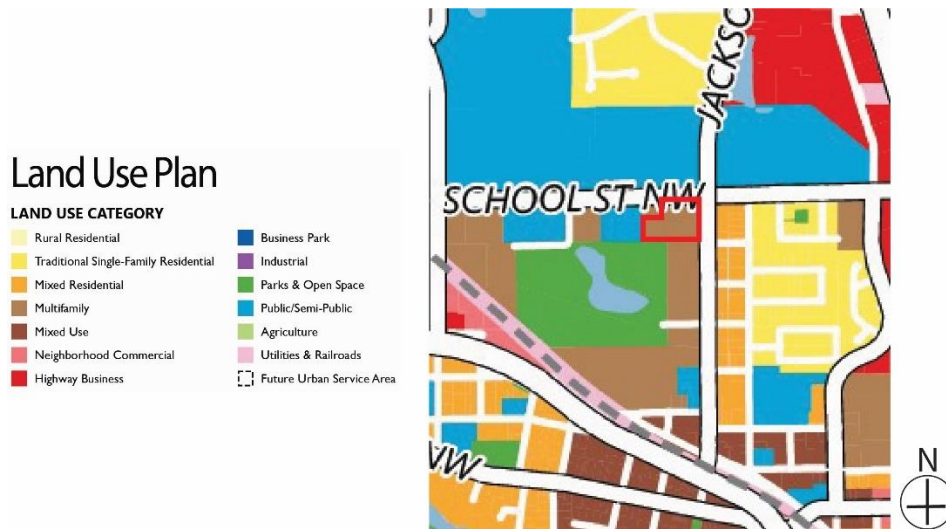 Land Use Plan
LAND USE CATEGORY
Rural Residential
Traditional Single-Family Residential
Mixed Residential
Multifamily
Mixed Use
Neighborhood Commercial
Highway Business
Business Park
Industrial
Parks & Open Space
Public/Semi-Public
Agriculture
Utilities & Railroads
Future Urban Service Area
JACKSO
SCHOOL ST NW
NW
N